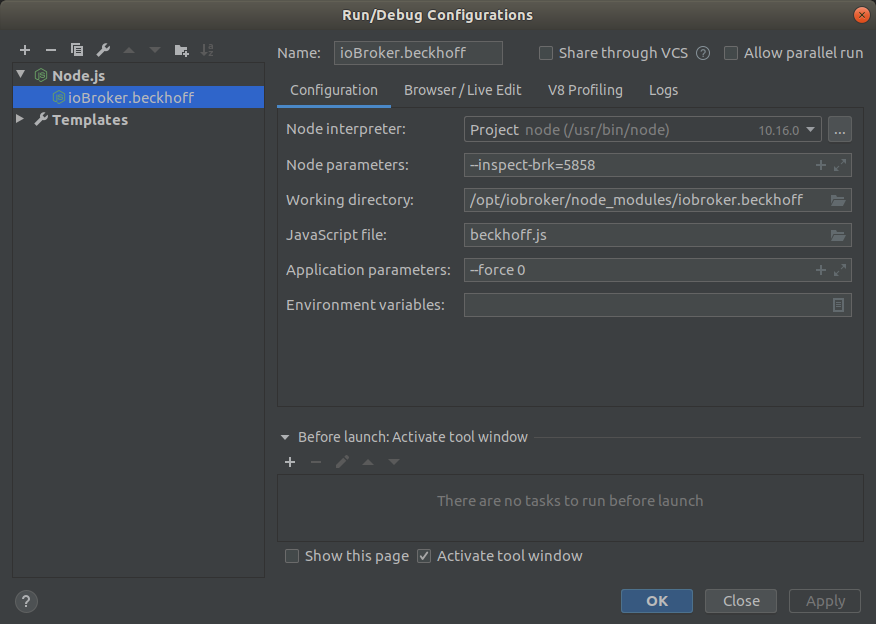 Run/Debug Configurations
Name: ioBroker.beckhoff Share through VCS ? Allow parallel run
Node.js
ioBroker.beckhoff
Templates
Configuration Browser / Live Edit V8 Profiling Logs
Node interpreter: Project node (/usr/bin/node) 10.16.0 ...
Node parameters: --inspect-brk=5858
Working directory: /opt/iobroker/node_modules/iobroker.beckhoff
JavaScript file: beckhoff.js
Application parameters: --force 0
Environment variables:
Before launch: Activate tool window
There are no tasks to run before launch
Show this page Activate tool window
? OK Close Apply